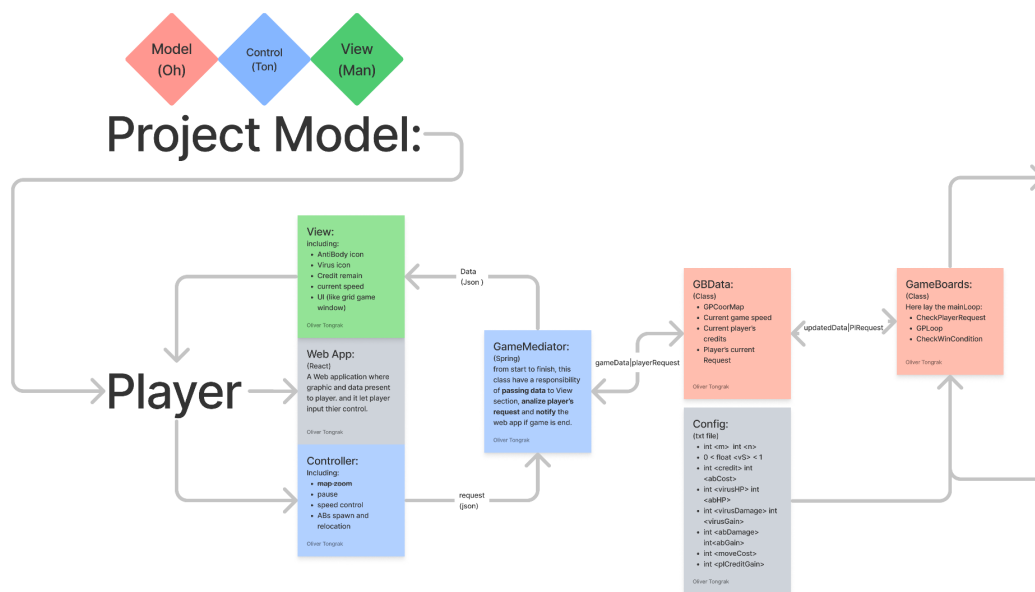 Model
(Oh)
Control
(Ton)
View
(Man)
Project Model:
View:
including:
• AntiBody icon
• Virus icon
• Credit remain
• current speed
• UI (like grid game
window)
Oliver Tongrak
Web App:
(React)
A Web application where
graphic and data present
to player. and it let player
input thier control.
Oliver Tongrak
Player
Controller:
Including:
• map zoom
• pause
• speed control
• ABs spawn and
relocation
Oliver Tongrak
Data
(Json )
request
(json)
GameMediator:
(Spring)
from start to finish, this
class have a responsibility
of passing data to View
section, analize player's
request and notify the
web app if game is end.
Oliver Tongrak
gameData|playerRequest
GBData:
(Class)
• GPCoorMap
• Current game speed
• Current player's
credits
• Player's current
Request
Oliver Tongrak
updatedData|PlRequest
GameBoards:
(Class)
Here lay the mainLoop:
• CheckPlayerRequest
• GPLoop
• CheckWinCondition
Oliver Tongrak
Config:
(txt file)
• int <m> int <n>
• 0 < float <vS> < 1
• int <credit> int
<abCost>
• int <virusHP> int
<abHP>
• int <virusDamage> int
<virusGain>
• int <abDamage>
int<abGain>
• int <moveCost>
• int <plCreditGain>
Oliver Tongrak